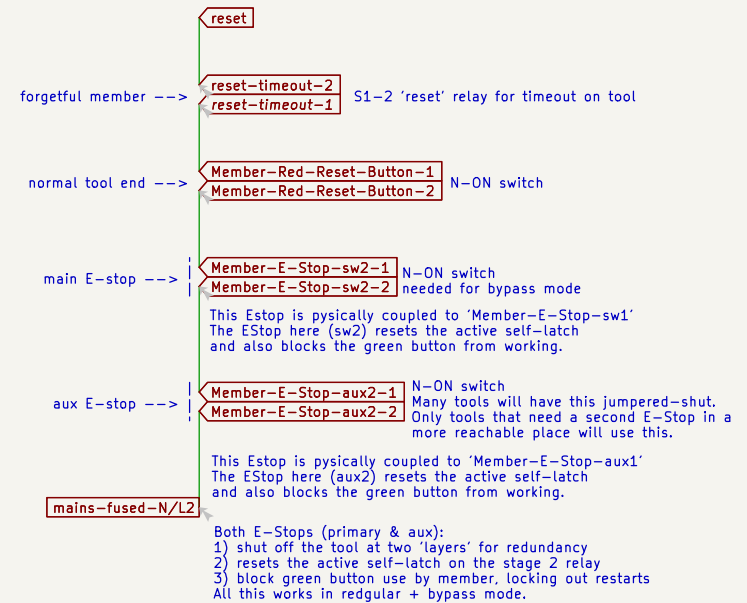 reset
reset-timeout-2
forgetful member --> S1-2 'reset' relay for timeout on tool
reset-timeout-1
Member-Red-Reset-Button-1
normal tool end --> N-ON switch
Member-Red-Reset-Button-2
Member-E-Stop-sw2-1
N-ON switch
main E-stop -->
Member-E-Stop-sw2-2
needed for bypass mode
This Estop is pysically coupled to 'Member-E-Stop-sw1'
The EStop here (sw2) resets the active self-latch
and also blocks the green button from working.
N-ON switch
Member-E-Stop-aux2-1
Many tools will have this jumpered-shut.
aux E-stop -->
Member-E-Stop-aux2-2
Only tools that need a second E-Stop in a
more reachable place will use this.
This Estop is pysically coupled to 'Member-E-Stop-aux1'
The EStop here (aux2) resets the active self-latch
and also blocks the green button from working.
mains-fused-N/L2
Both E-Stops (primary & aux):
1) shut off the tool at two 'layers' for redundancy
2) resets the active self-latch on the stage 2 relay
3) block green button use by member, locking out restarts
All this works in redgular + bypass mode.